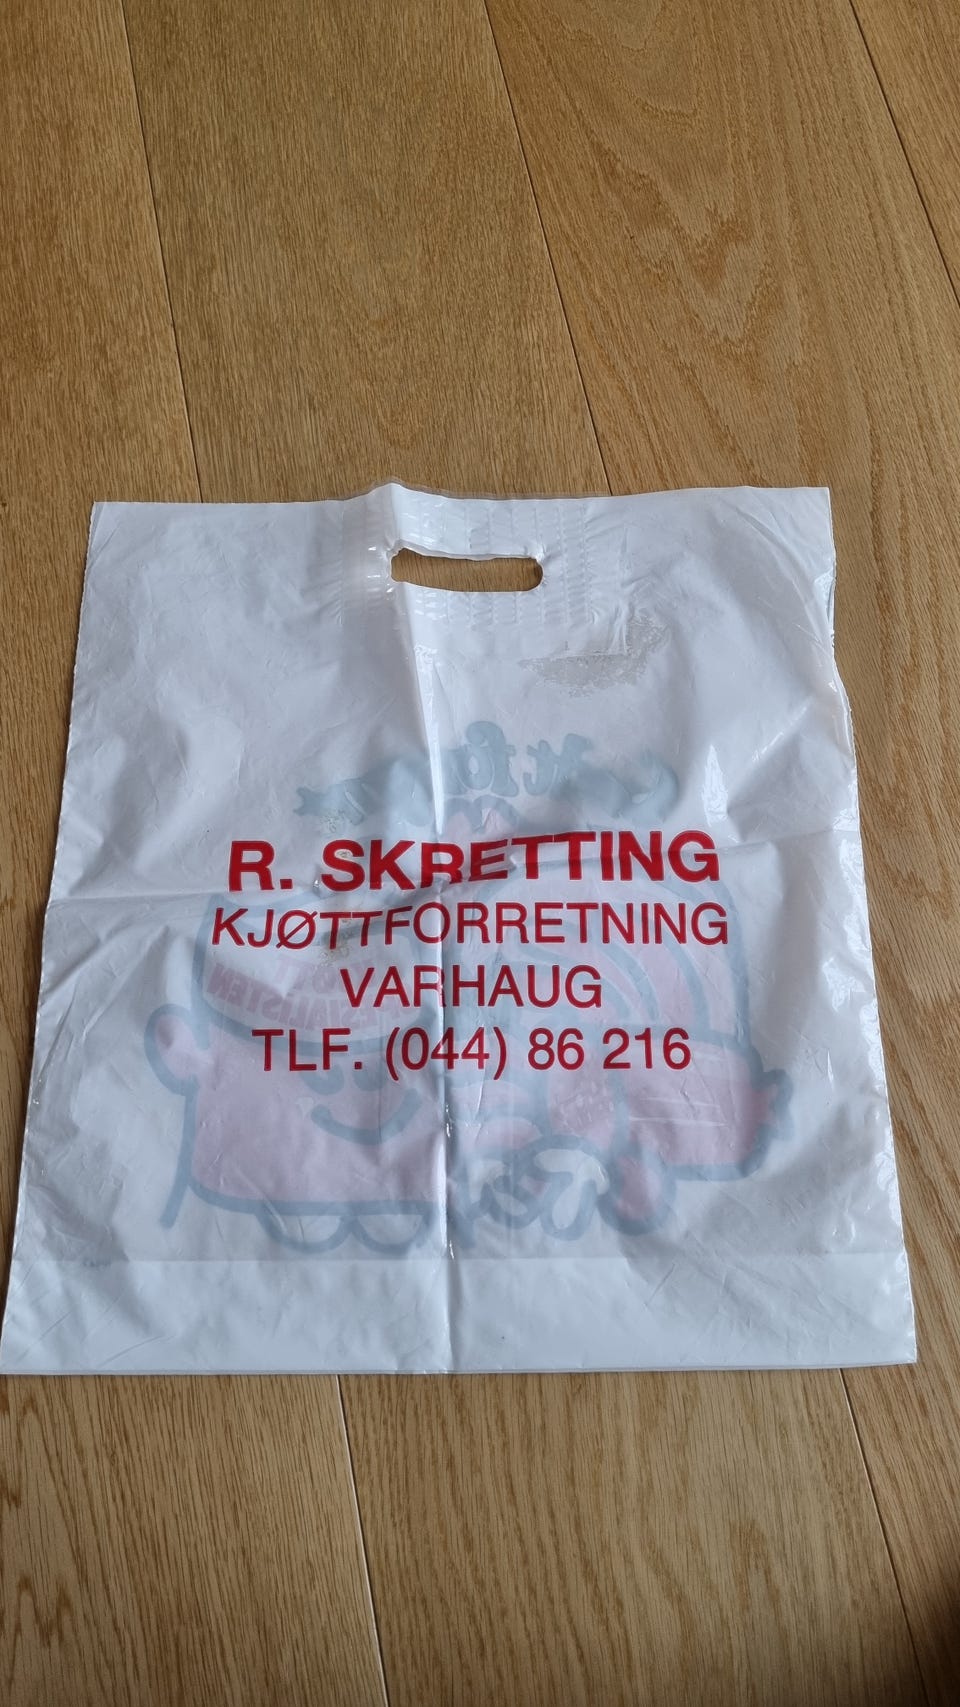 R. SKRETTING
KJØTTFORRETNING
VARHAUG
TLF. (044) 86 216